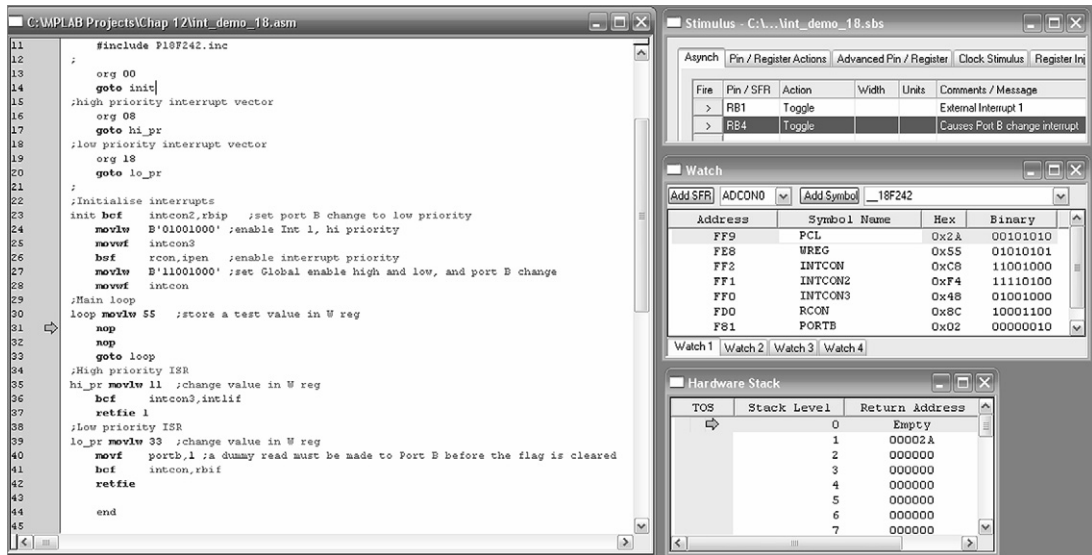 C:\MPLAB Projects\Chap 12\int_demo_18.asm
11 #include P18F242.inc
12 ;
13 org 00
14 goto init
15 ;high priority interrupt vector
16 org 08
17 goto hi_pr
18 ;low priority interrupt vector
19 org 18
20 goto lo_pr
21 ;
22 ;Initialise interrupts
23 init bcf intcon2,rbip ;set port B change to low priority
24 movlw B'01001000' ;enable Int 1, hi priority
25 movwf intcon3
26 bsf rcon,ipen ;enable interrupt priority
27 movlw B'11001000' ;set Global enable high and low, and port B change
28 movwf intcon
29 ;Main loop
30 loop movlw 55 ;store a test value in W reg
31 nop
32 nop
33 goto loop
34 ;High priority ISR
35 hi_pr movlw 11 ;change value in W reg
36 bcf intcon3,int1if
37 retfie 1
38 ;Low priority ISR
39 lo_pr movlw 33 ;change value in W reg
40 movf portb,1 ;a dummy read must be made to Port B before the flag is cleared
41 bcf intcon,rbif
42 retfie
43
44 end
45
Stimulus - C:\...\int_demo_18.sbs
Asynch Pin / Register Actions Advanced Pin / Register Clock Stimulus Register Inj
Fire Pin / SFR Action Width Units Comments / Message
> RB1 Toggle External Interrupt 1
> RB4 Toggle Causes Port B change interrupt
Watch
Add SFR ADCON0 Add Symbol __18F242
Address Symbol Name Hex Binary
FF9 PCL 0x2A 00101010
FE8 WREG 0x55 01010101
FF2 INTCON 0xC8 11001000
FF1 INTCON2 0xF4 11110100
FF0 INTCON3 0x48 01001000
FD0 RCON 0x8C 10001100
F81 PORTB 0x02 00000010
Watch 1 Watch 2 Watch 3 Watch 4
Hardware Stack
TOS Stack Level Return Address
0 Empty
1 00002A
2 000000
3 000000
4 000000
5 000000
6 000000
7 000000